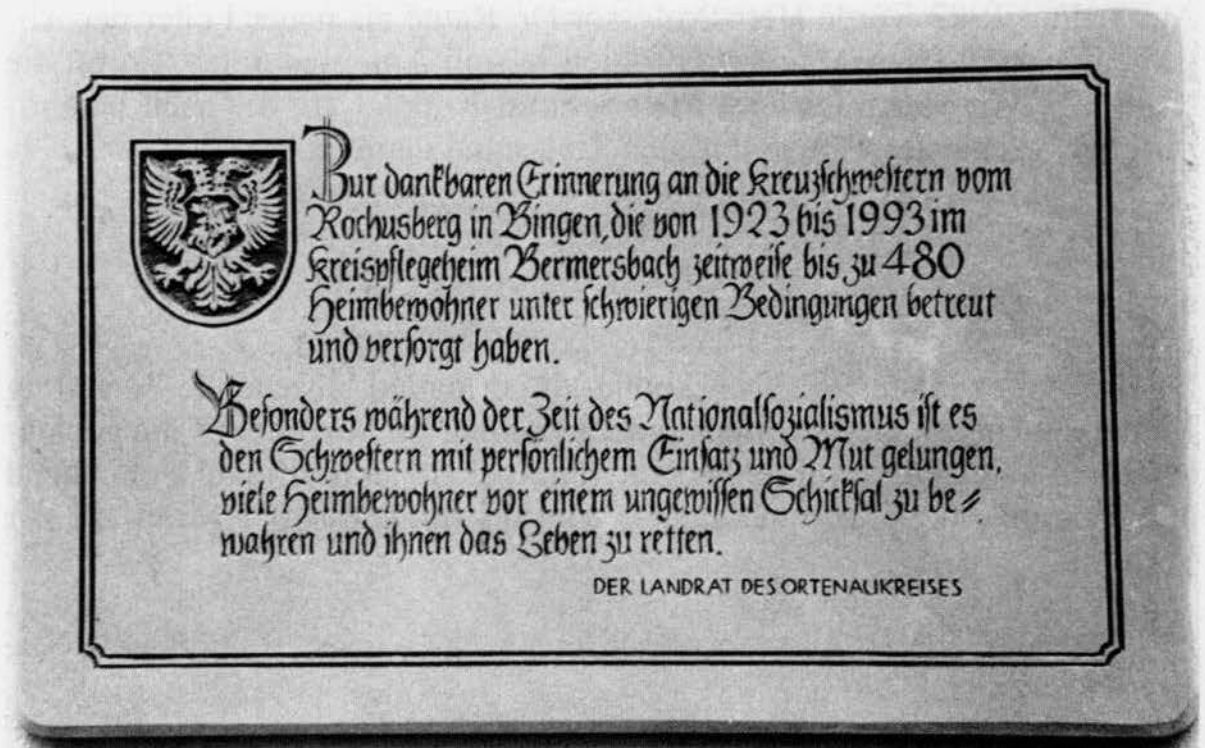 Zur dankbaren Erinnerung an die Kreuzschwestern vom
Rochusberg in Bingen, die von 1923 bis 1993 im
Kreispflegeheim Bermersbach zeitweise bis zu 480
Heimbewohner unter schwierigen Bedingungen betreut
und versorgt haben.
Besonders während der Zeit des Nationalsozialismus ist es
den Schwestern mit persönlichem Einsatz und Mut gelungen,
viele Heimbewohner vor einem ungewissen Schicksal zu be=
wahren und ihnen das Leben zu retten.
DER LANDRAT DES ORTENAUKREISES